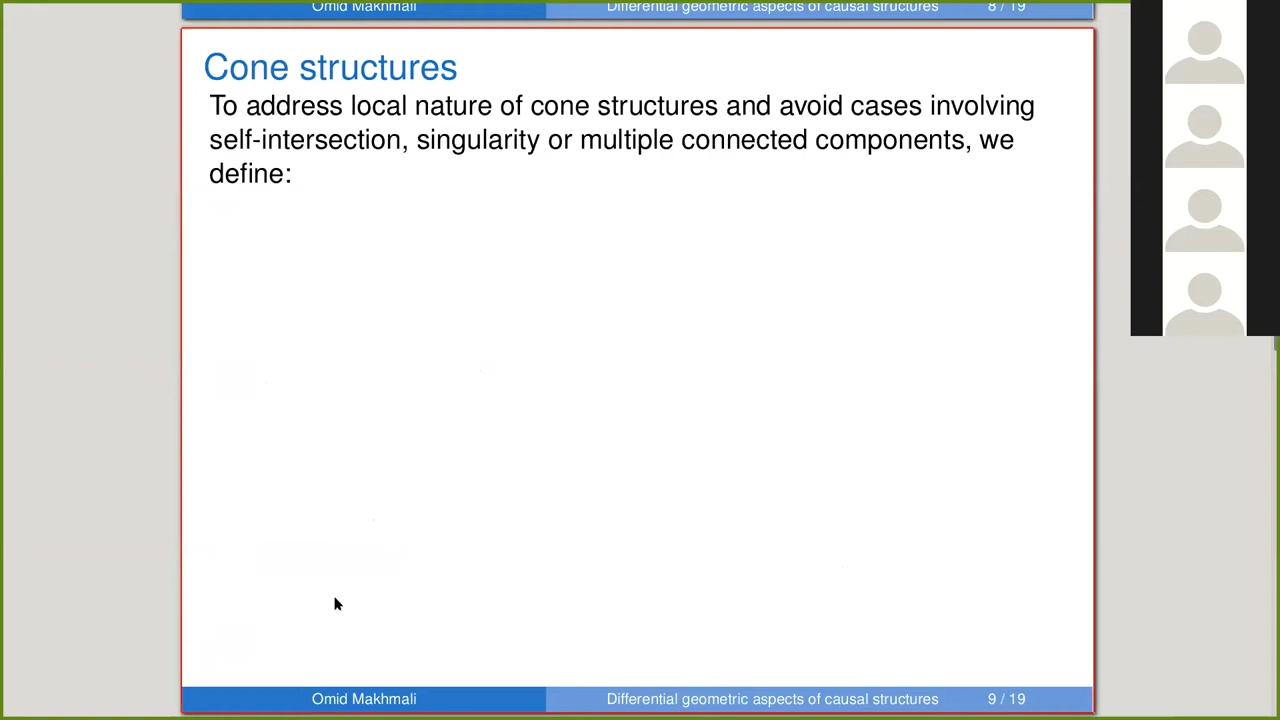 Omid Makhmali Differential geometric aspects of causal structures 8 / 19
Cone structures
To address local nature of cone structures and avoid cases involving
self-intersection, singularity or multiple connected components, we
define:
Omid Makhmali Differential geometric aspects of causal structures 9 / 19